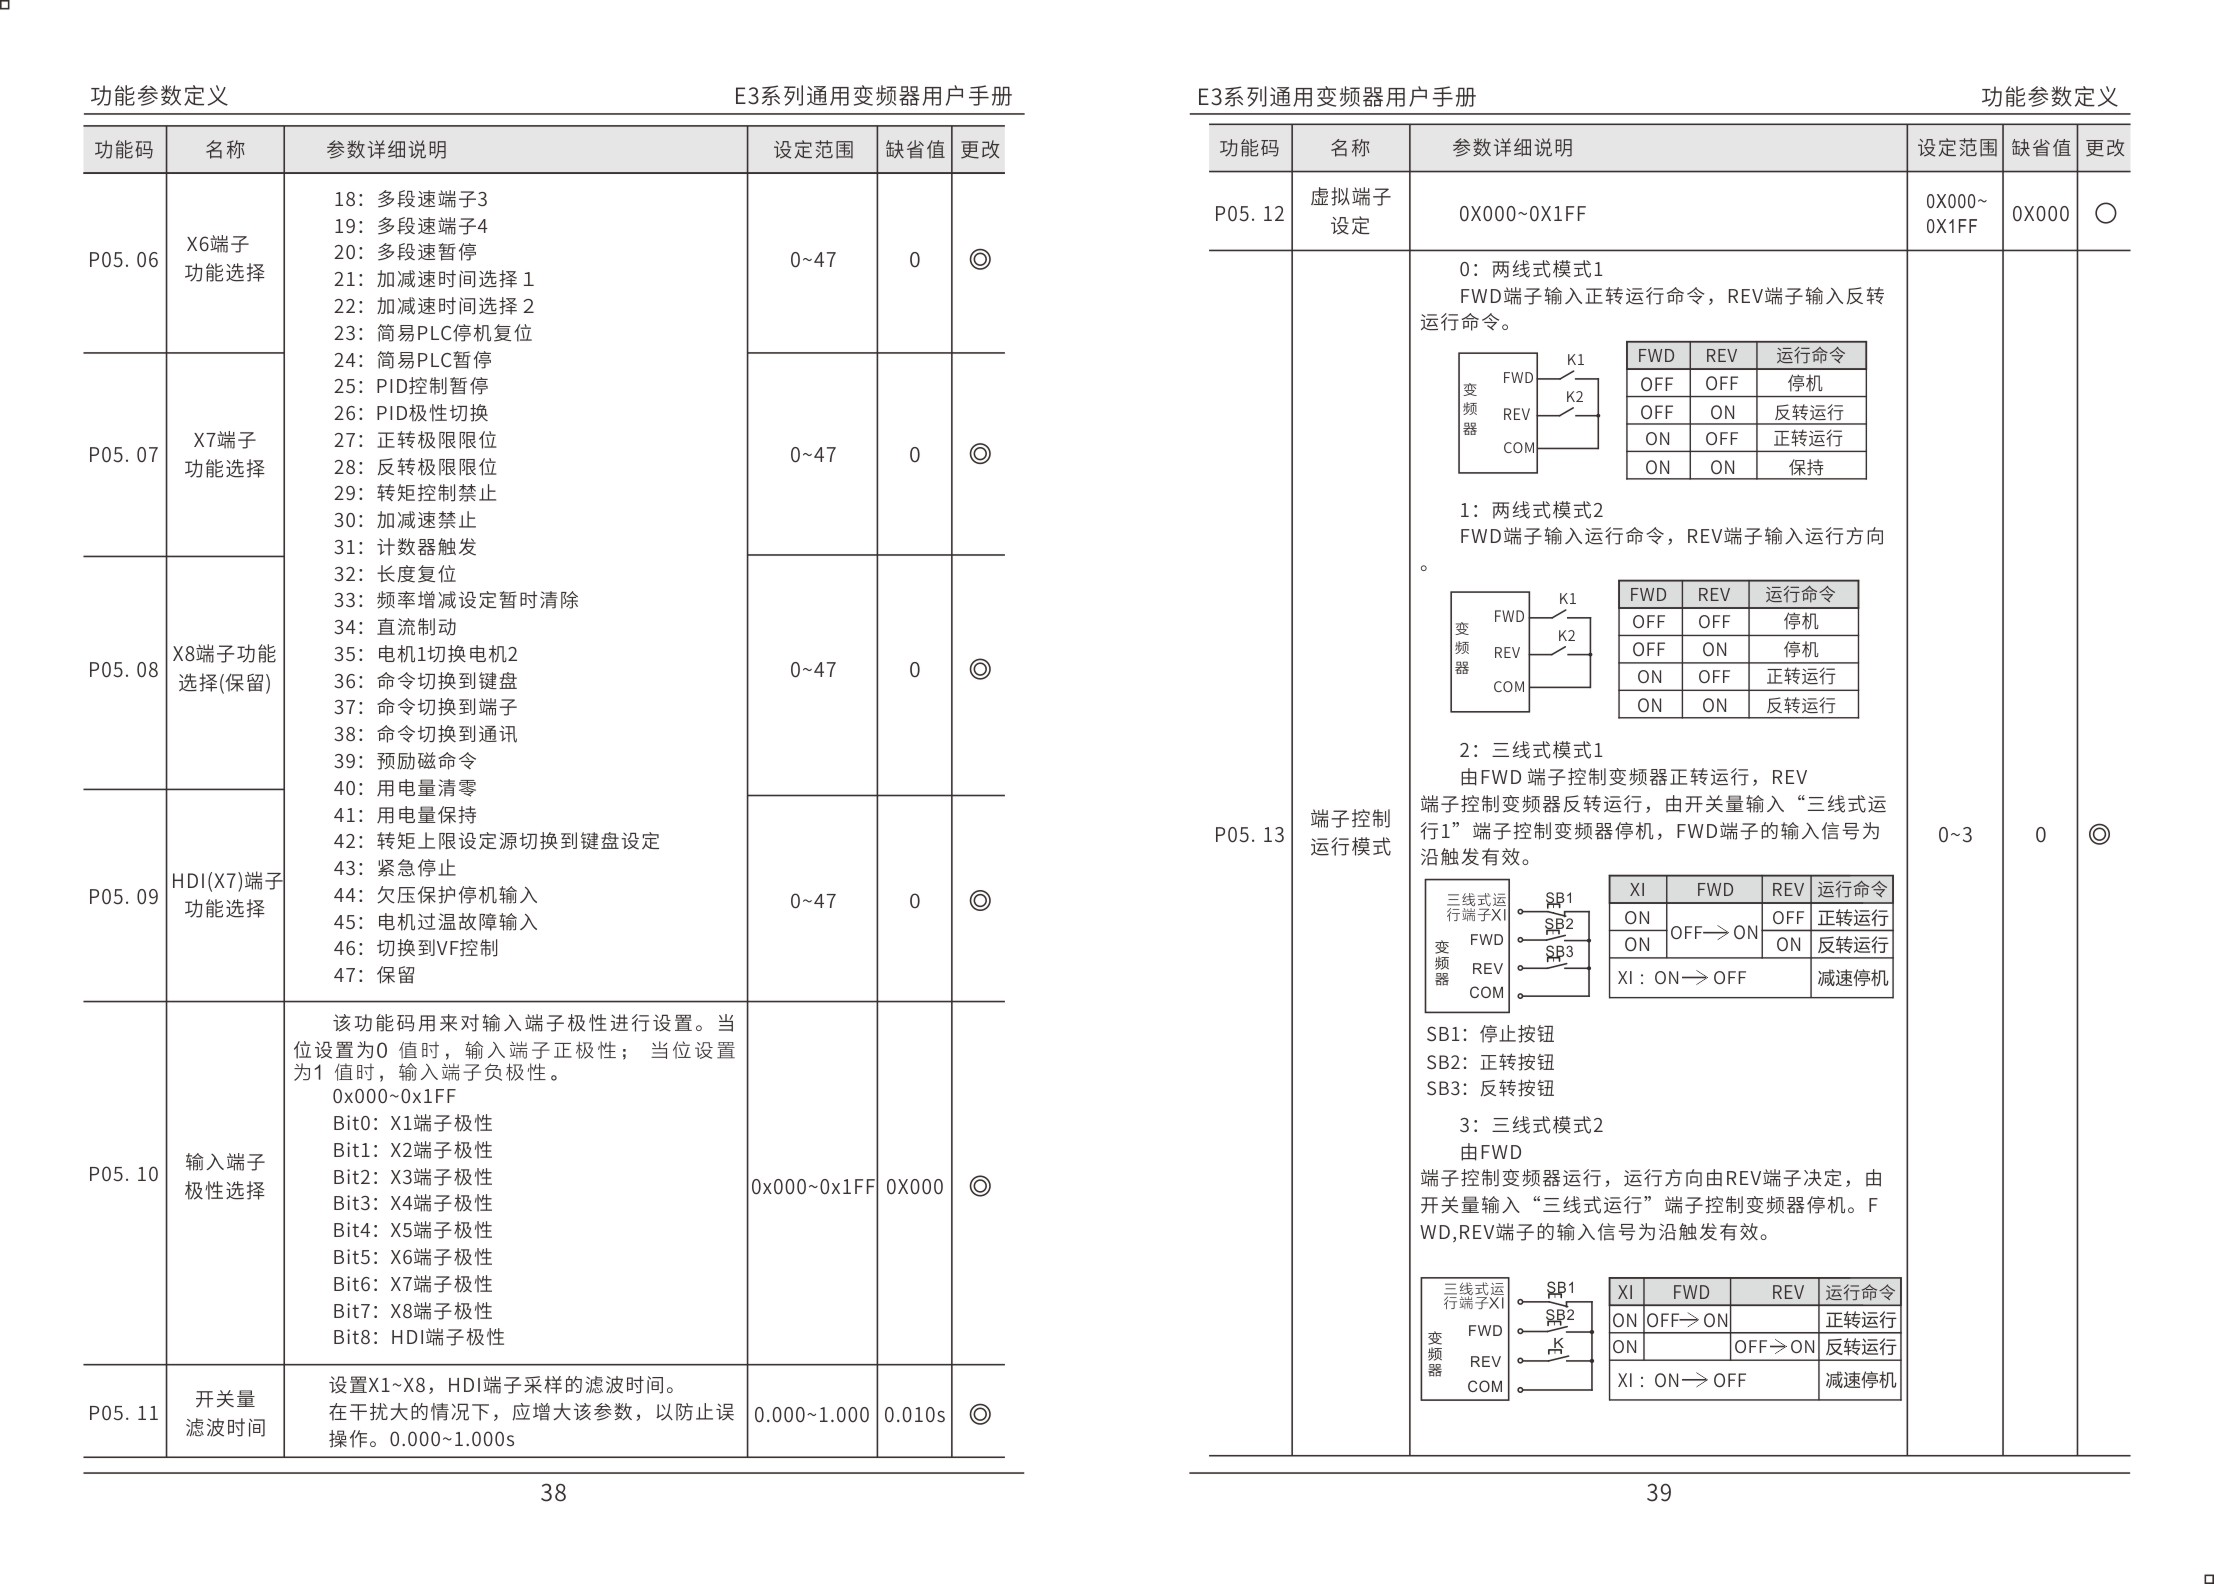 功能参数定义 E3系列通用变频器用户手册
功能码 名称 参数详细说明 设定范围 缺省值 更改
P05. 06 X6端子 功能选择 0~47 0 ◎
P05. 07 X7端子 功能选择 0~47 0 ◎
P05. 08 X8端子功能 选择(保留) 0~47 0 ◎
P05. 09 HDI(X7)端子 功能选择 0~47 0 ◎
18：多段速端子3
19：多段速端子4
20：多段速暂停
21：加减速时间选择 1
22：加减速时间选择 2
23：简易PLC停机复位
24：简易PLC暂停
25：PID控制暂停
26：PID极性切换
27：正转极限限位
28：反转极限限位
29：转矩控制禁止
30：加减速禁止
31：计数器触发
32：长度复位
33：频率增减设定暂时清除
34：直流制动
35：电机1切换电机2
36：命令切换到键盘
37：命令切换到端子
38：命令切换到通讯
39：预励磁命令
40：用电量清零
41：用电量保持
42：转矩上限设定源切换到键盘设定
43：紧急停止
44：欠压保护停机输入
45：电机过温故障输入
46：切换到VF控制
47：保留
P05. 10 输入端子 极性选择 0x000~0x1FF 0X000 ◎
该功能码用来对输入端子极性进行设置。当
位设置为0 值时，输入端子正极性； 当位设置
为1 值时，输入端子负极性。
0x000~0x1FF
Bit0：X1端子极性
Bit1：X2端子极性
Bit2：X3端子极性
Bit3：X4端子极性
Bit4：X5端子极性
Bit5：X6端子极性
Bit6：X7端子极性
Bit7：X8端子极性
Bit8：HDI端子极性
P05. 11 开关量 滤波时间 0.000~1.000 0.010s ◎
设置X1~X8，HDI端子采样的滤波时间。
在干扰大的情况下，应增大该参数，以防止误
操作。0.000~1.000s
38
E3系列通用变频器用户手册 功能参数定义
功能码 名称 参数详细说明 设定范围 缺省值 更改
P05. 12 虚拟端子 设定 0X000~0X1FF 0X000~ 0X1FF 0X000 ○
P05. 13 端子控制 运行模式 0~3 0 ◎
0：两线式模式1
FWD端子输入正转运行命令，REV端子输入反转
运行命令。
变频器 FWD REV COM K1 K2
FWD REV 运行命令
OFF OFF 停机
OFF ON 反转运行
ON OFF 正转运行
ON ON 保持
1：两线式模式2
FWD端子输入运行命令，REV端子输入运行方向
。
变频器 FWD REV COM K1 K2
FWD REV 运行命令
OFF OFF 停机
OFF ON 停机
ON OFF 正转运行
ON ON 反转运行
2：三线式模式1
由FWD 端子控制变频器正转运行，REV
端子控制变频器反转运行，由开关量输入“三线式运
行1”端子控制变频器停机，FWD端子的输入信号为
沿触发有效。
三线式运
行端子XI SB1
SB2
FWD
SB3
变频器 REV
COM
XI FWD REV 运行命令
ON OFF→ON OFF 正转运行
ON ON 反转运行
XI：ON→OFF 减速停机
SB1：停止按钮
SB2：正转按钮
SB3：反转按钮
3：三线式模式2
由FWD
端子控制变频器运行，运行方向由REV端子决定，由
开关量输入“三线式运行”端子控制变频器停机。F
WD,REV端子的输入信号为沿触发有效。
三线式运
行端子XI SB1
SB2
FWD
K
变频器 REV
COM
XI FWD REV 运行命令
ON OFF→ON 正转运行
ON OFF→ON 反转运行
XI：ON→OFF 减速停机
39